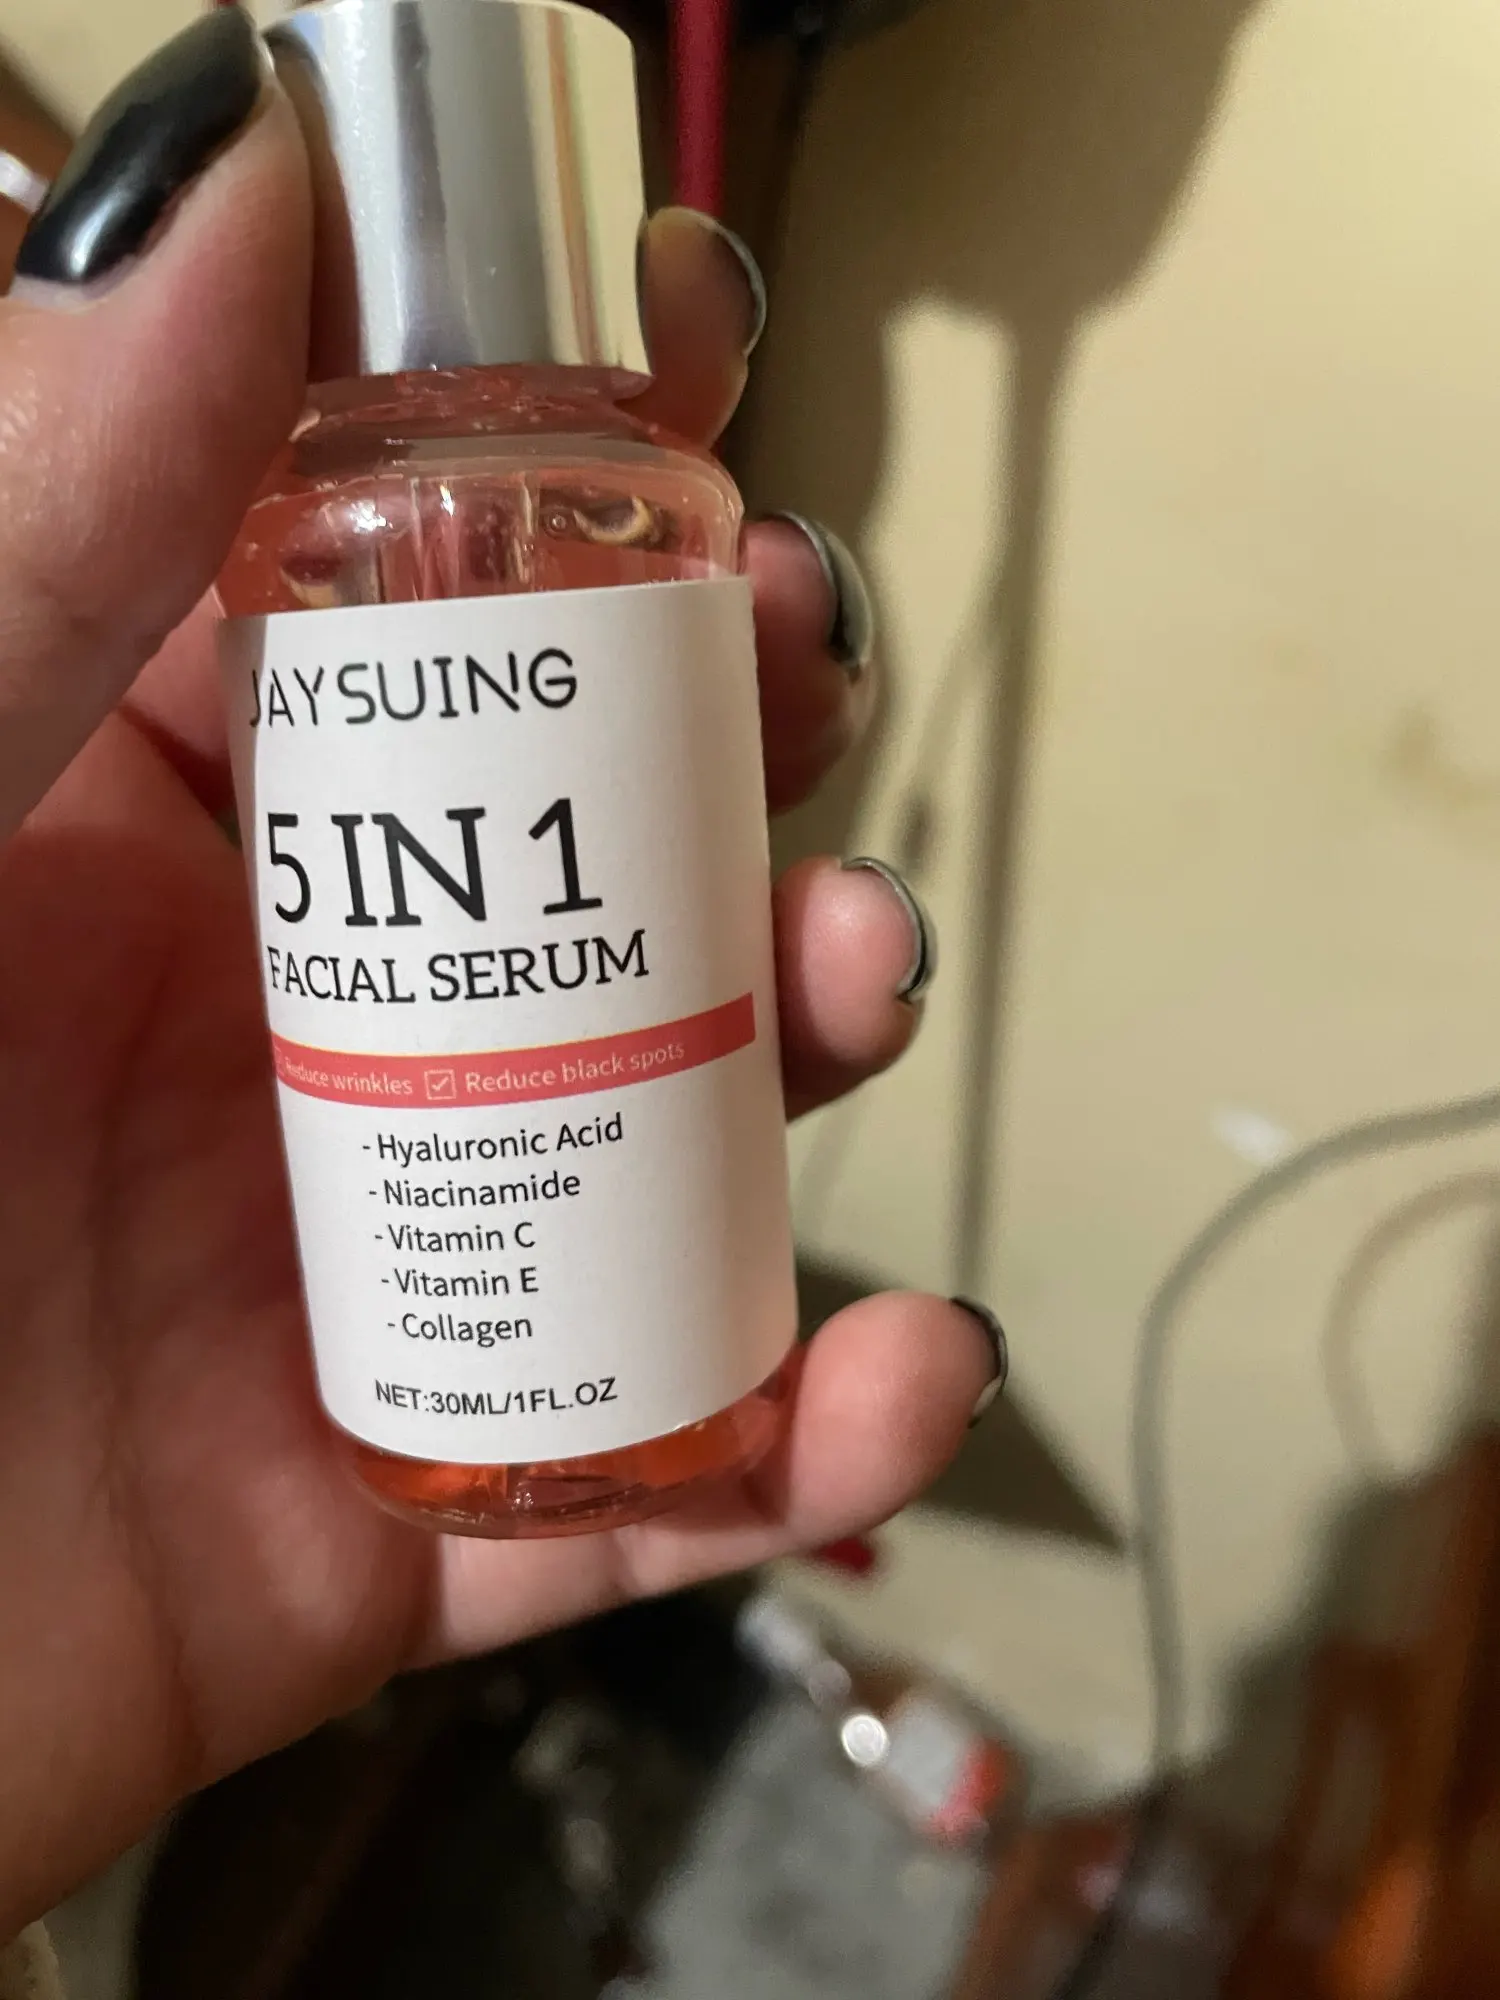 JAYSUING
5 IN 1
FACIAL SERUM
Reduce wrinkles ☑ Reduce black spots
- Hyaluronic Acid
- Niacinamide
- Vitamin C
- Vitamin E
- Collagen
NET:30ML/1FL.OZ